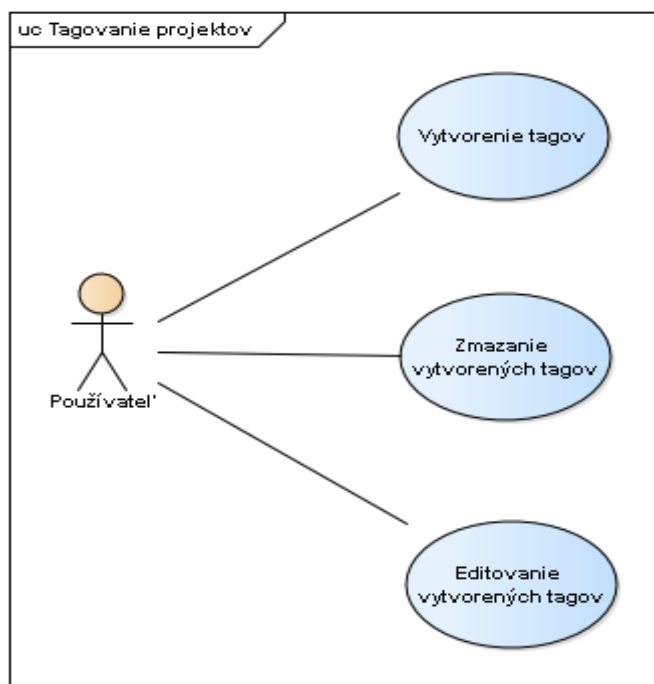 uc Tagovanie projektov
Vytvorenie tagov
Zmazanie
vytvorených tagov
Používateľ
Editovanie
vytvorených tagov